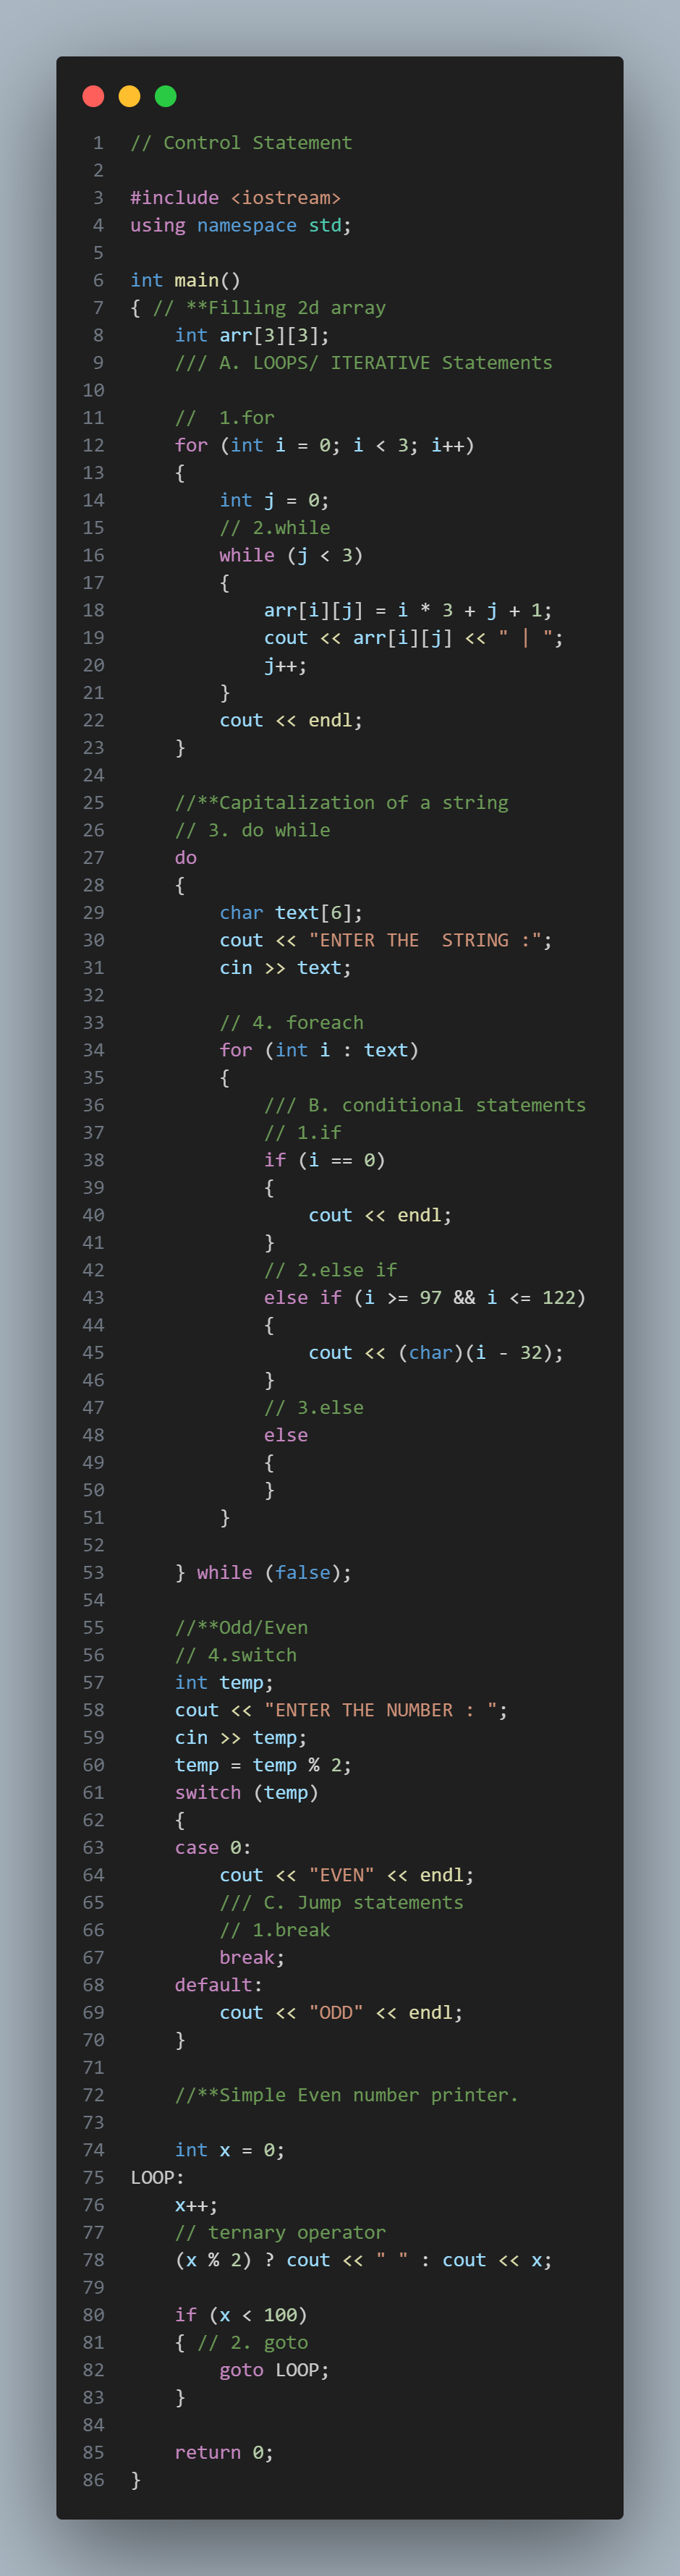 1 // Control Statement
2
3 #include <iostream>
4 using namespace std;
5
6 int main()
7 { // **Filling 2d array
8     int arr[3][3];
9     /// A. LOOPS/ ITERATIVE Statements
10
11     //  1.for
12     for (int i = 0; i < 3; i++)
13     {
14         int j = 0;
15         // 2.while
16         while (j < 3)
17         {
18             arr[i][j] = i * 3 + j + 1;
19             cout << arr[i][j] << " | ";
20             j++;
21         }
22         cout << endl;
23     }
24
25     //**Capitalization of a string
26     // 3. do while
27     do
28     {
29         char text[6];
30         cout << "ENTER THE  STRING :";
31         cin >> text;
32
33         // 4. foreach
34         for (int i : text)
35         {
36             /// B. conditional statements
37             // 1.if
38             if (i == 0)
39             {
40                 cout << endl;
41             }
42             // 2.else if
43             else if (i >= 97 && i <= 122)
44             {
45                 cout << (char)(i - 32);
46             }
47             // 3.else
48             else
49             {
50             }
51         }
52
53     } while (false);
54
55     //**Odd/Even
56     // 4.switch
57     int temp;
58     cout << "ENTER THE NUMBER : ";
59     cin >> temp;
60     temp = temp % 2;
61     switch (temp)
62     {
63     case 0:
64         cout << "EVEN" << endl;
65         /// C. Jump statements
66         // 1.break
67         break;
68     default:
69         cout << "ODD" << endl;
70     }
71
72     //**Simple Even number printer.
73
74     int x = 0;
75 LOOP:
76     x++;
77     // ternary operator
78     (x % 2) ? cout << " " : cout << x;
79
80     if (x < 100)
81     { // 2. goto
82         goto LOOP;
83     }
84
85     return 0;
86 }